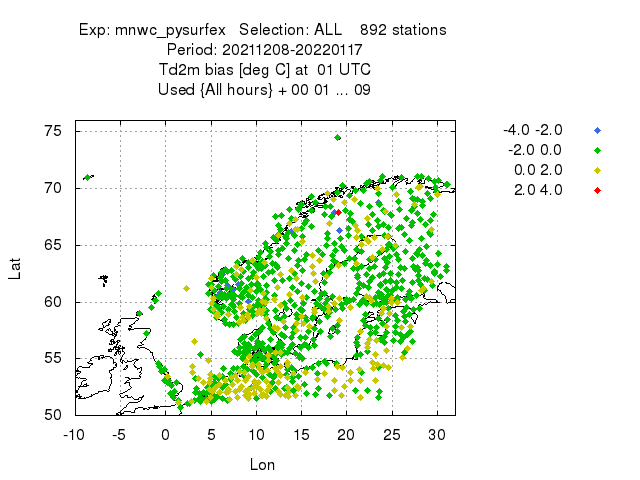 Exp: mnwc_pysurfex Selection: ALL 892 stations
Period: 20211208-20220117
Td2m bias [deg C] at 01 UTC
Used {All hours} + 00 01 ... 09
-4.0 -2.0
-2.0 0.0
0.0 2.0
2.0 4.0
75
70
65
60
55
50
Lat
-10 -5 0 5 10 15 20 25 30
Lon